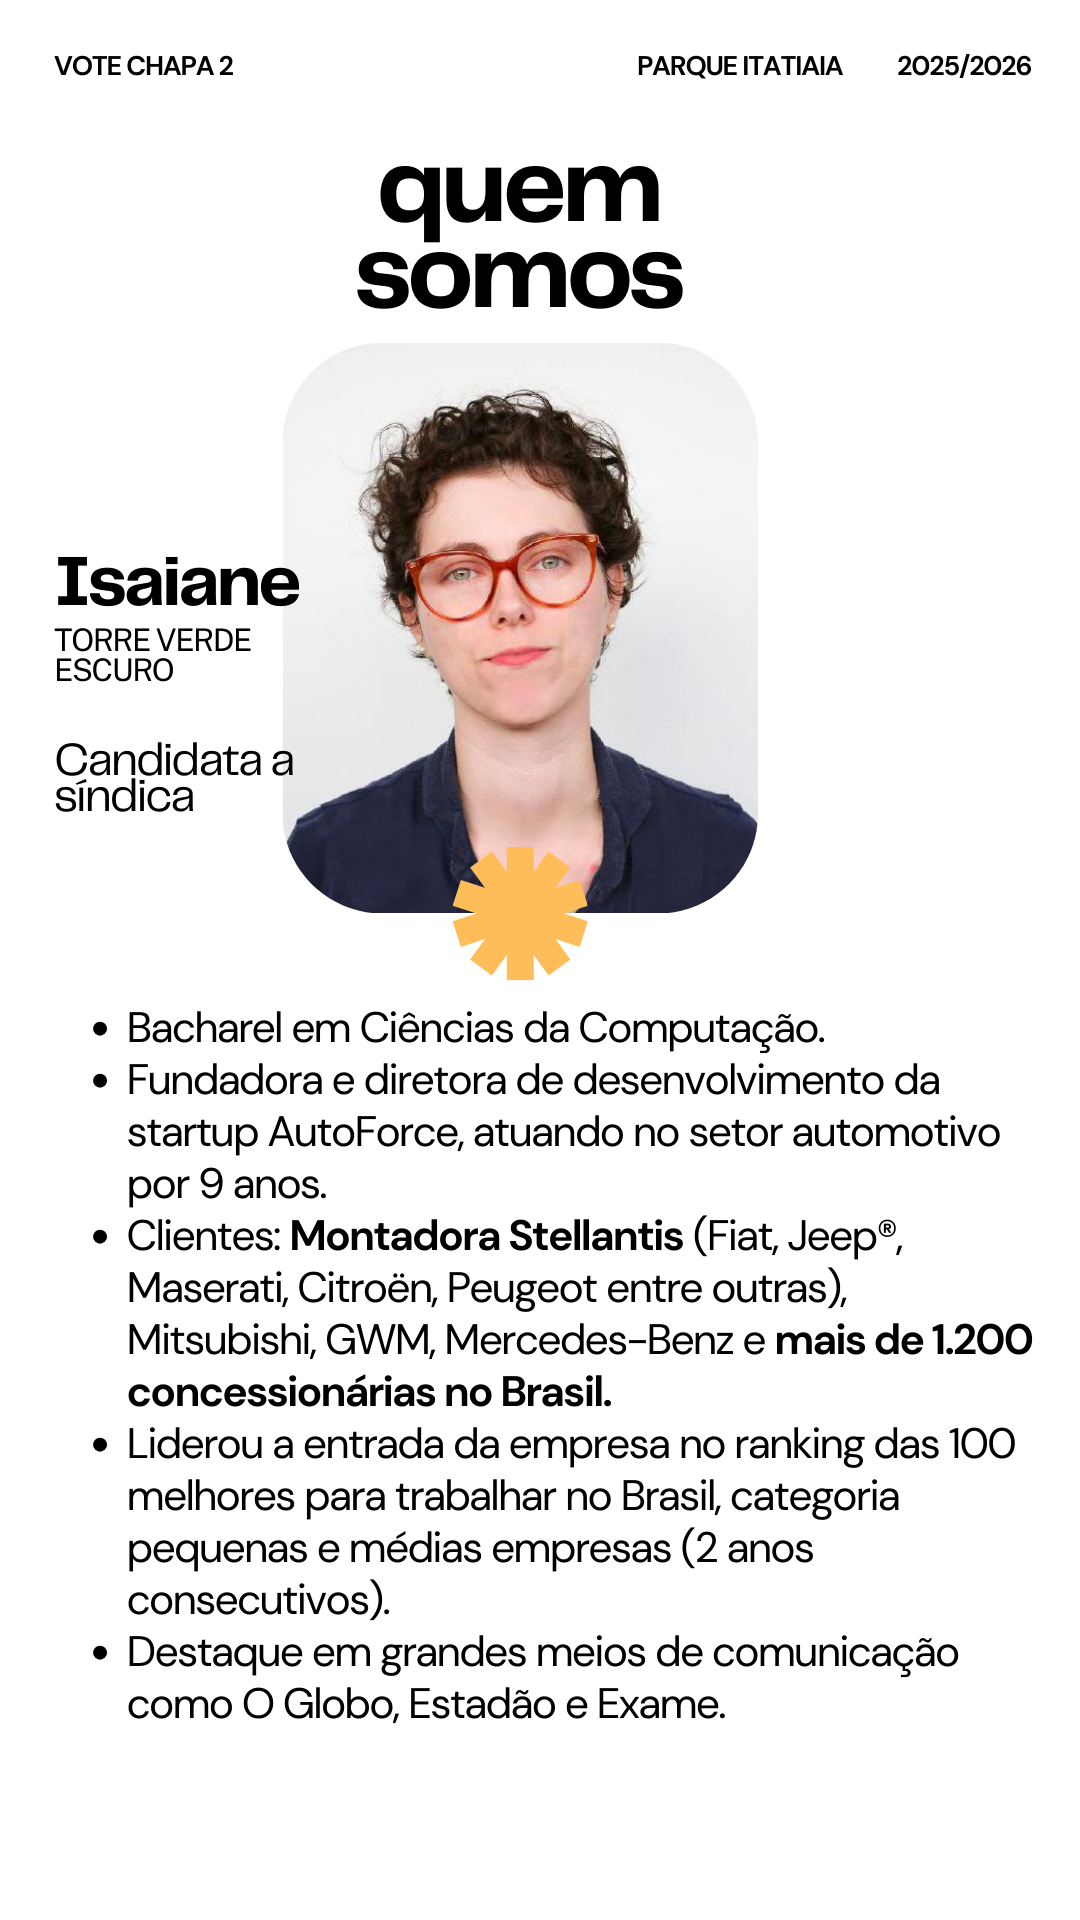 VOTE CHAPA 2
PARQUE ITATIAIA
2025/2026
quem
somos
Isaiane
TORRE VERDE
ESCURO
Candidata a
síndica
• Bacharel em Ciências da Computação.
• Fundadora e diretora de desenvolvimento da
startup AutoForce, atuando no setor automotivo
por 9 anos.
• Clientes: Montadora Stellantis (Fiat, Jeep®,
Maserati, Citroën, Peugeot entre outras),
Mitsubishi, GWM, Mercedes-Benz e mais de 1.200
concessionárias no Brasil.
• Liderou a entrada da empresa no ranking das 100
melhores para trabalhar no Brasil, categoria
pequenas e médias empresas (2 anos
consecutivos).
• Destaque em grandes meios de comunicação
como O Globo, Estadão e Exame.